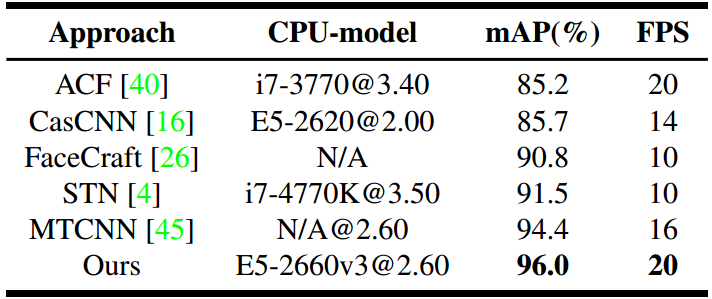 Approach CPU-model mAP(%) FPS
ACF [40] i7-3770@3.40 85.2 20
CasCNN [16] E5-2620@2.00 85.7 14
FaceCraft [26] N/A 90.8 10
STN [4] i7-4770K@3.50 91.5 10
MTCNN [45] N/A@2.60 94.4 16
Ours E5-2660v3@2.60 96.0 20